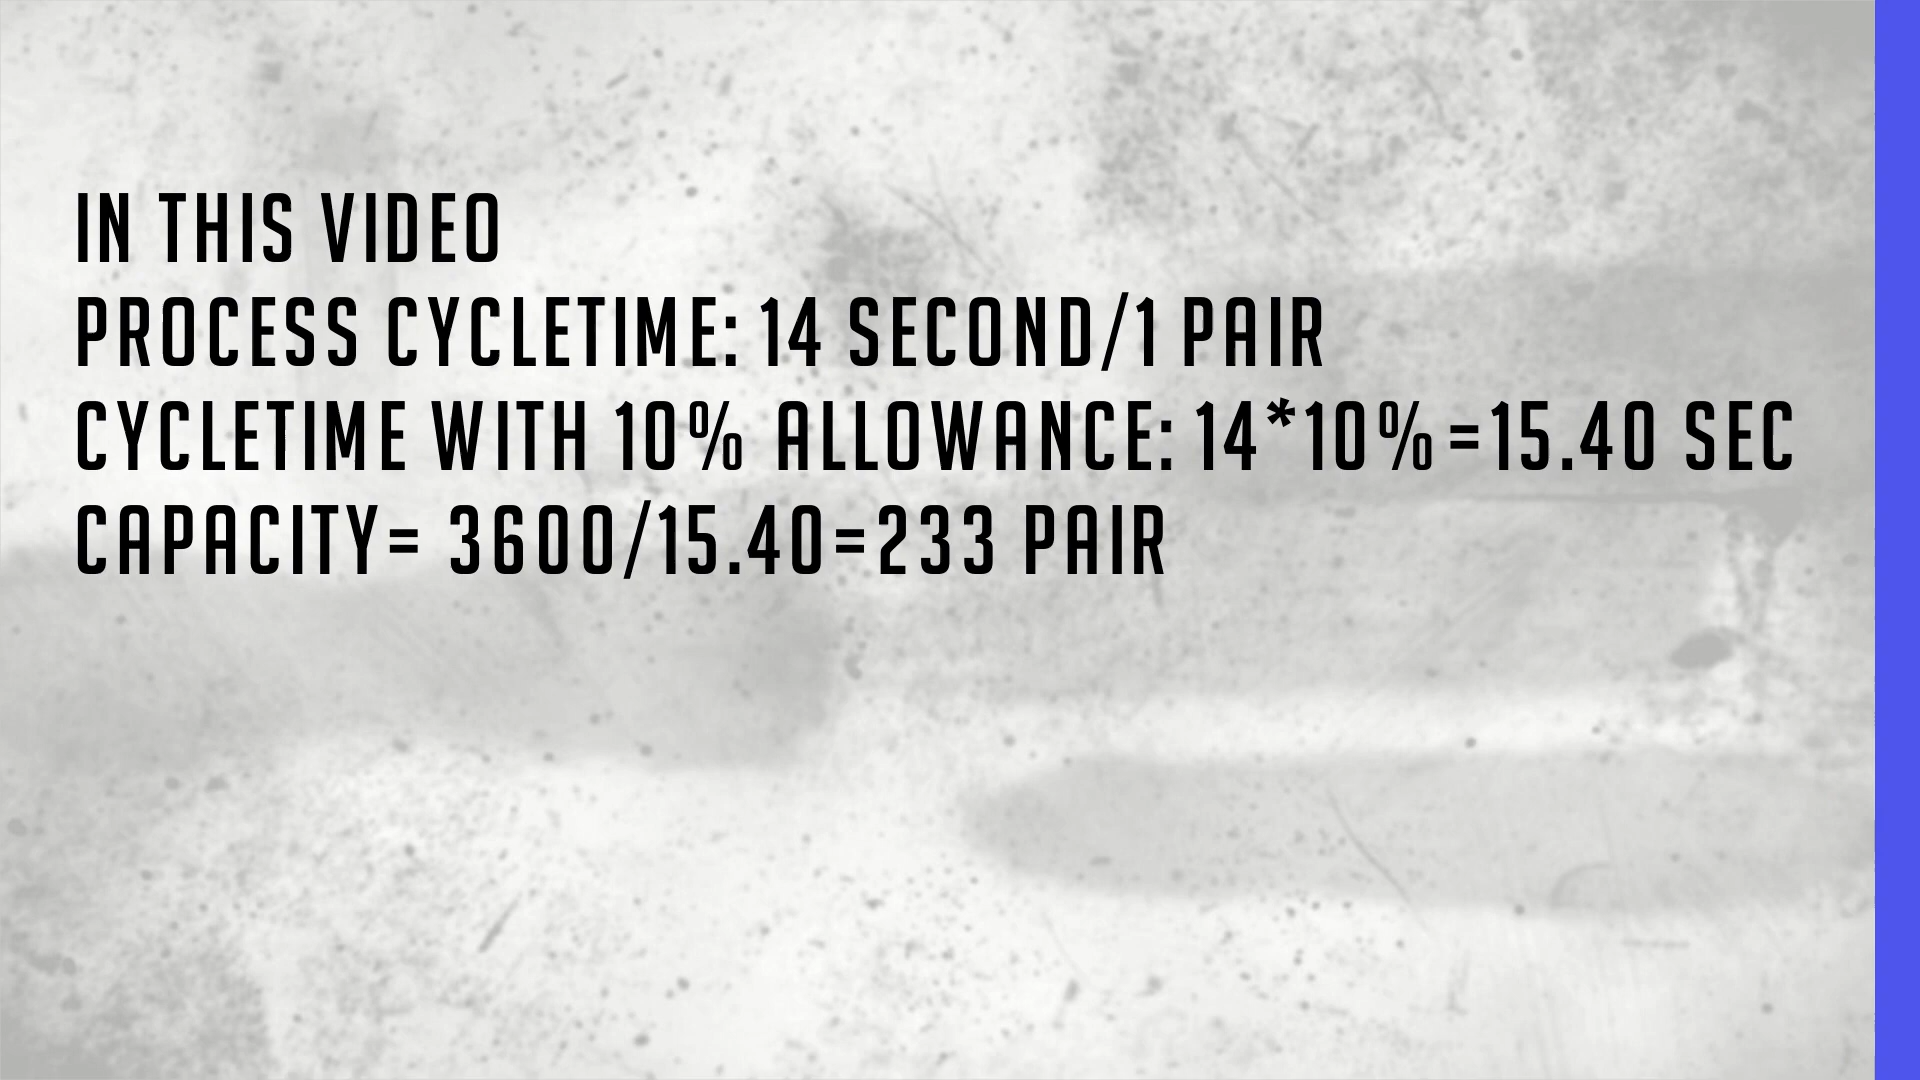 IN THIS VIDEO
PROCESS CYCLETIME: 14 SECOND/1 PAIR
CYCLETIME WITH 10% ALLOWANCE: 14*10%=15.40 SEC
CAPACITY= 3600/15.40=233 PAIR